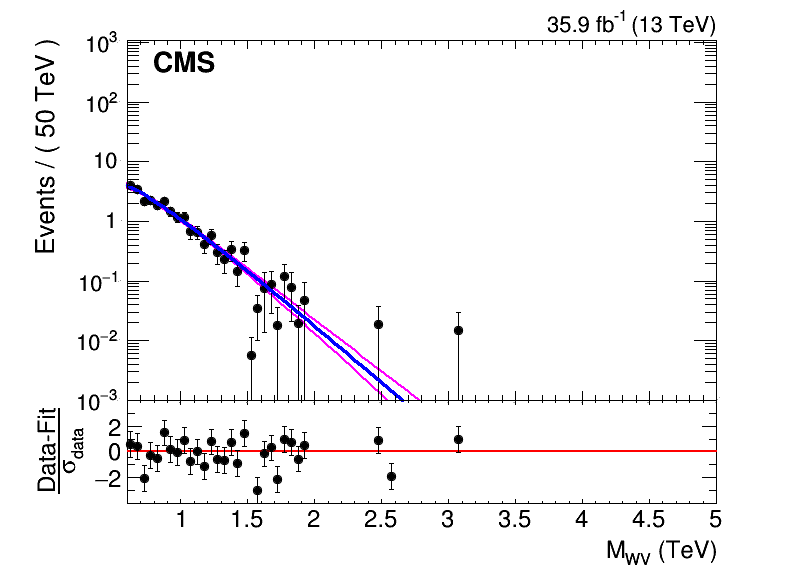 35.9 fb⁻¹ (13 TeV)
CMS
Events / ( 50 TeV )
10³
10²
10
1
10⁻¹
10⁻²
10⁻³
Data-Fit
σdata
2
0
−2
1 1.5 2 2.5 3 3.5 4 4.5 5
M_WV (TeV)